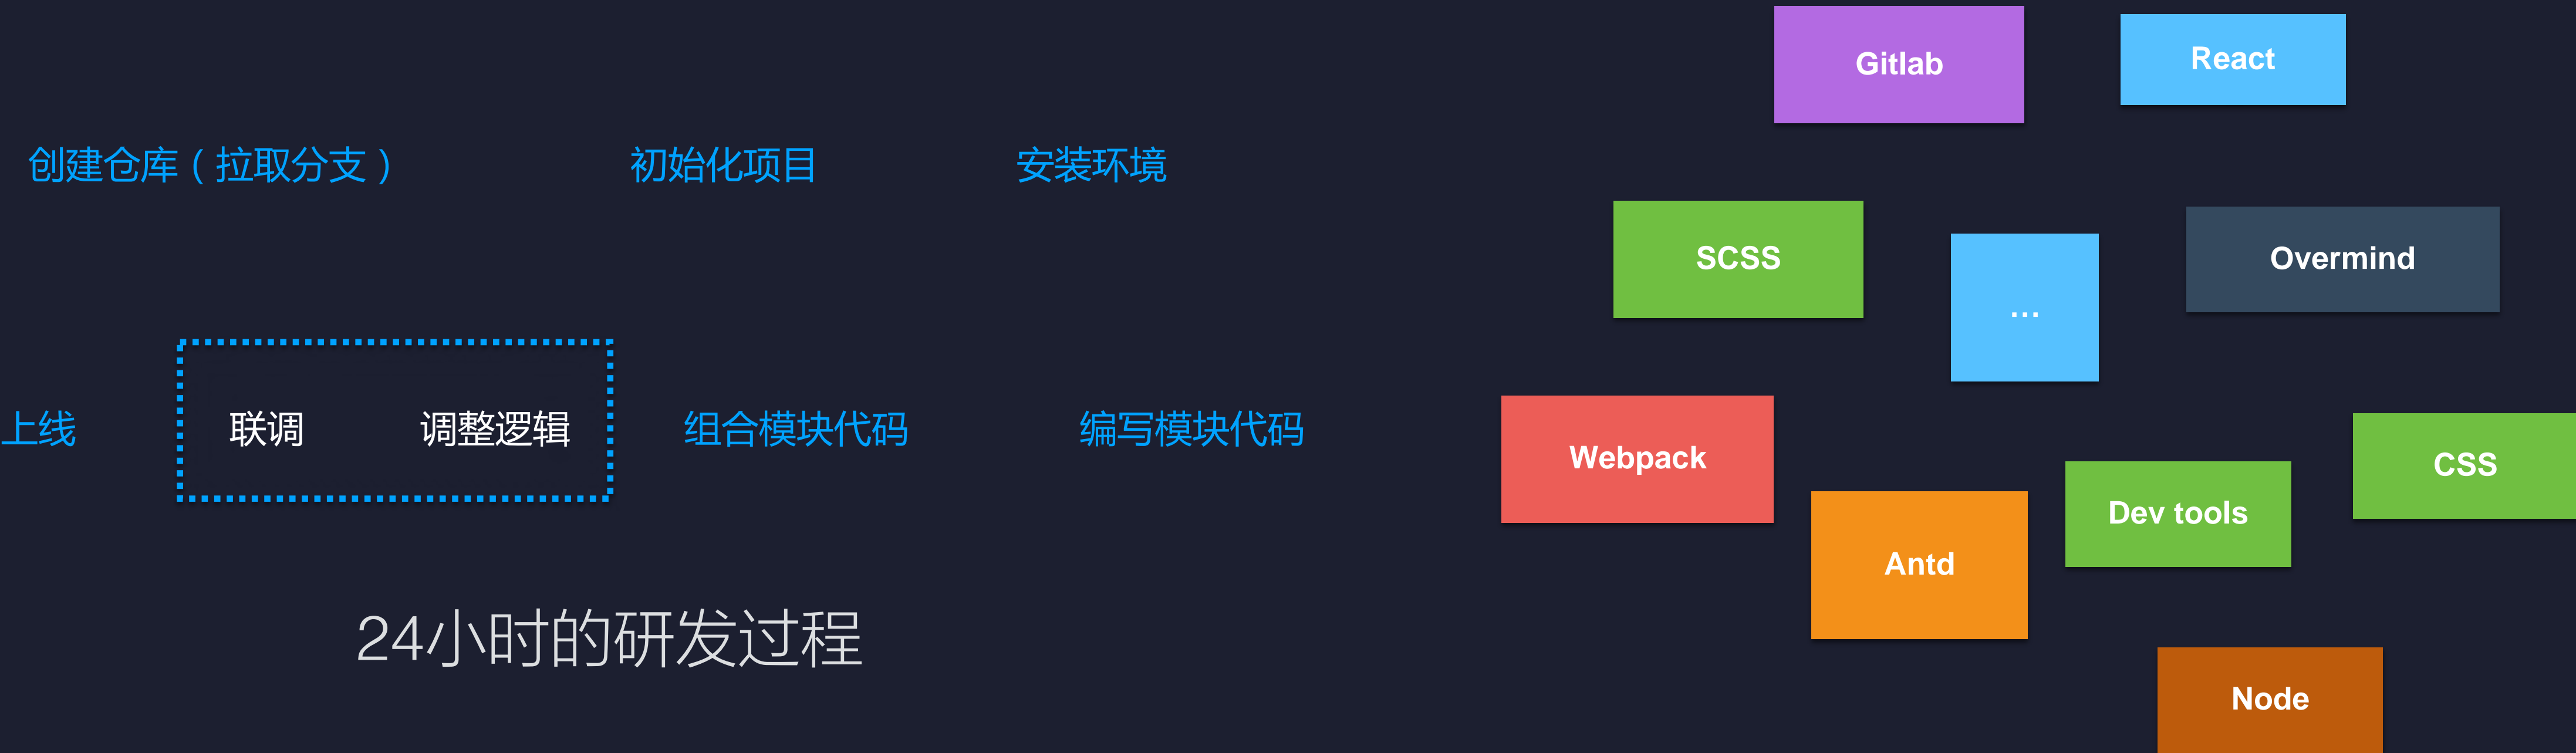 创建仓库（拉取分支）
初始化项目
安装环境
上线
联调
调整逻辑
组合模块代码
编写模块代码
24小时的研发过程
Gitlab
React
SCSS
...
Overmind
Webpack
Antd
Dev tools
CSS
Node